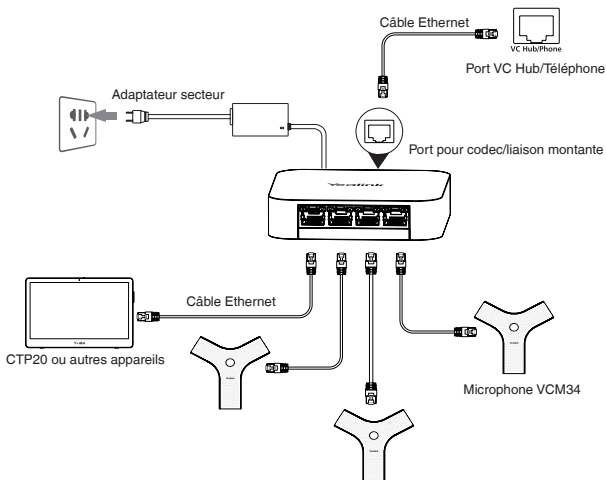 Câble Ethernet
VC Hub/Phone
Port VC Hub/Téléphone
Adaptateur secteur
Port pour codec/liaison montante
Yealink
Câble Ethernet
CTP20 ou autres appareils
Microphone VCM34